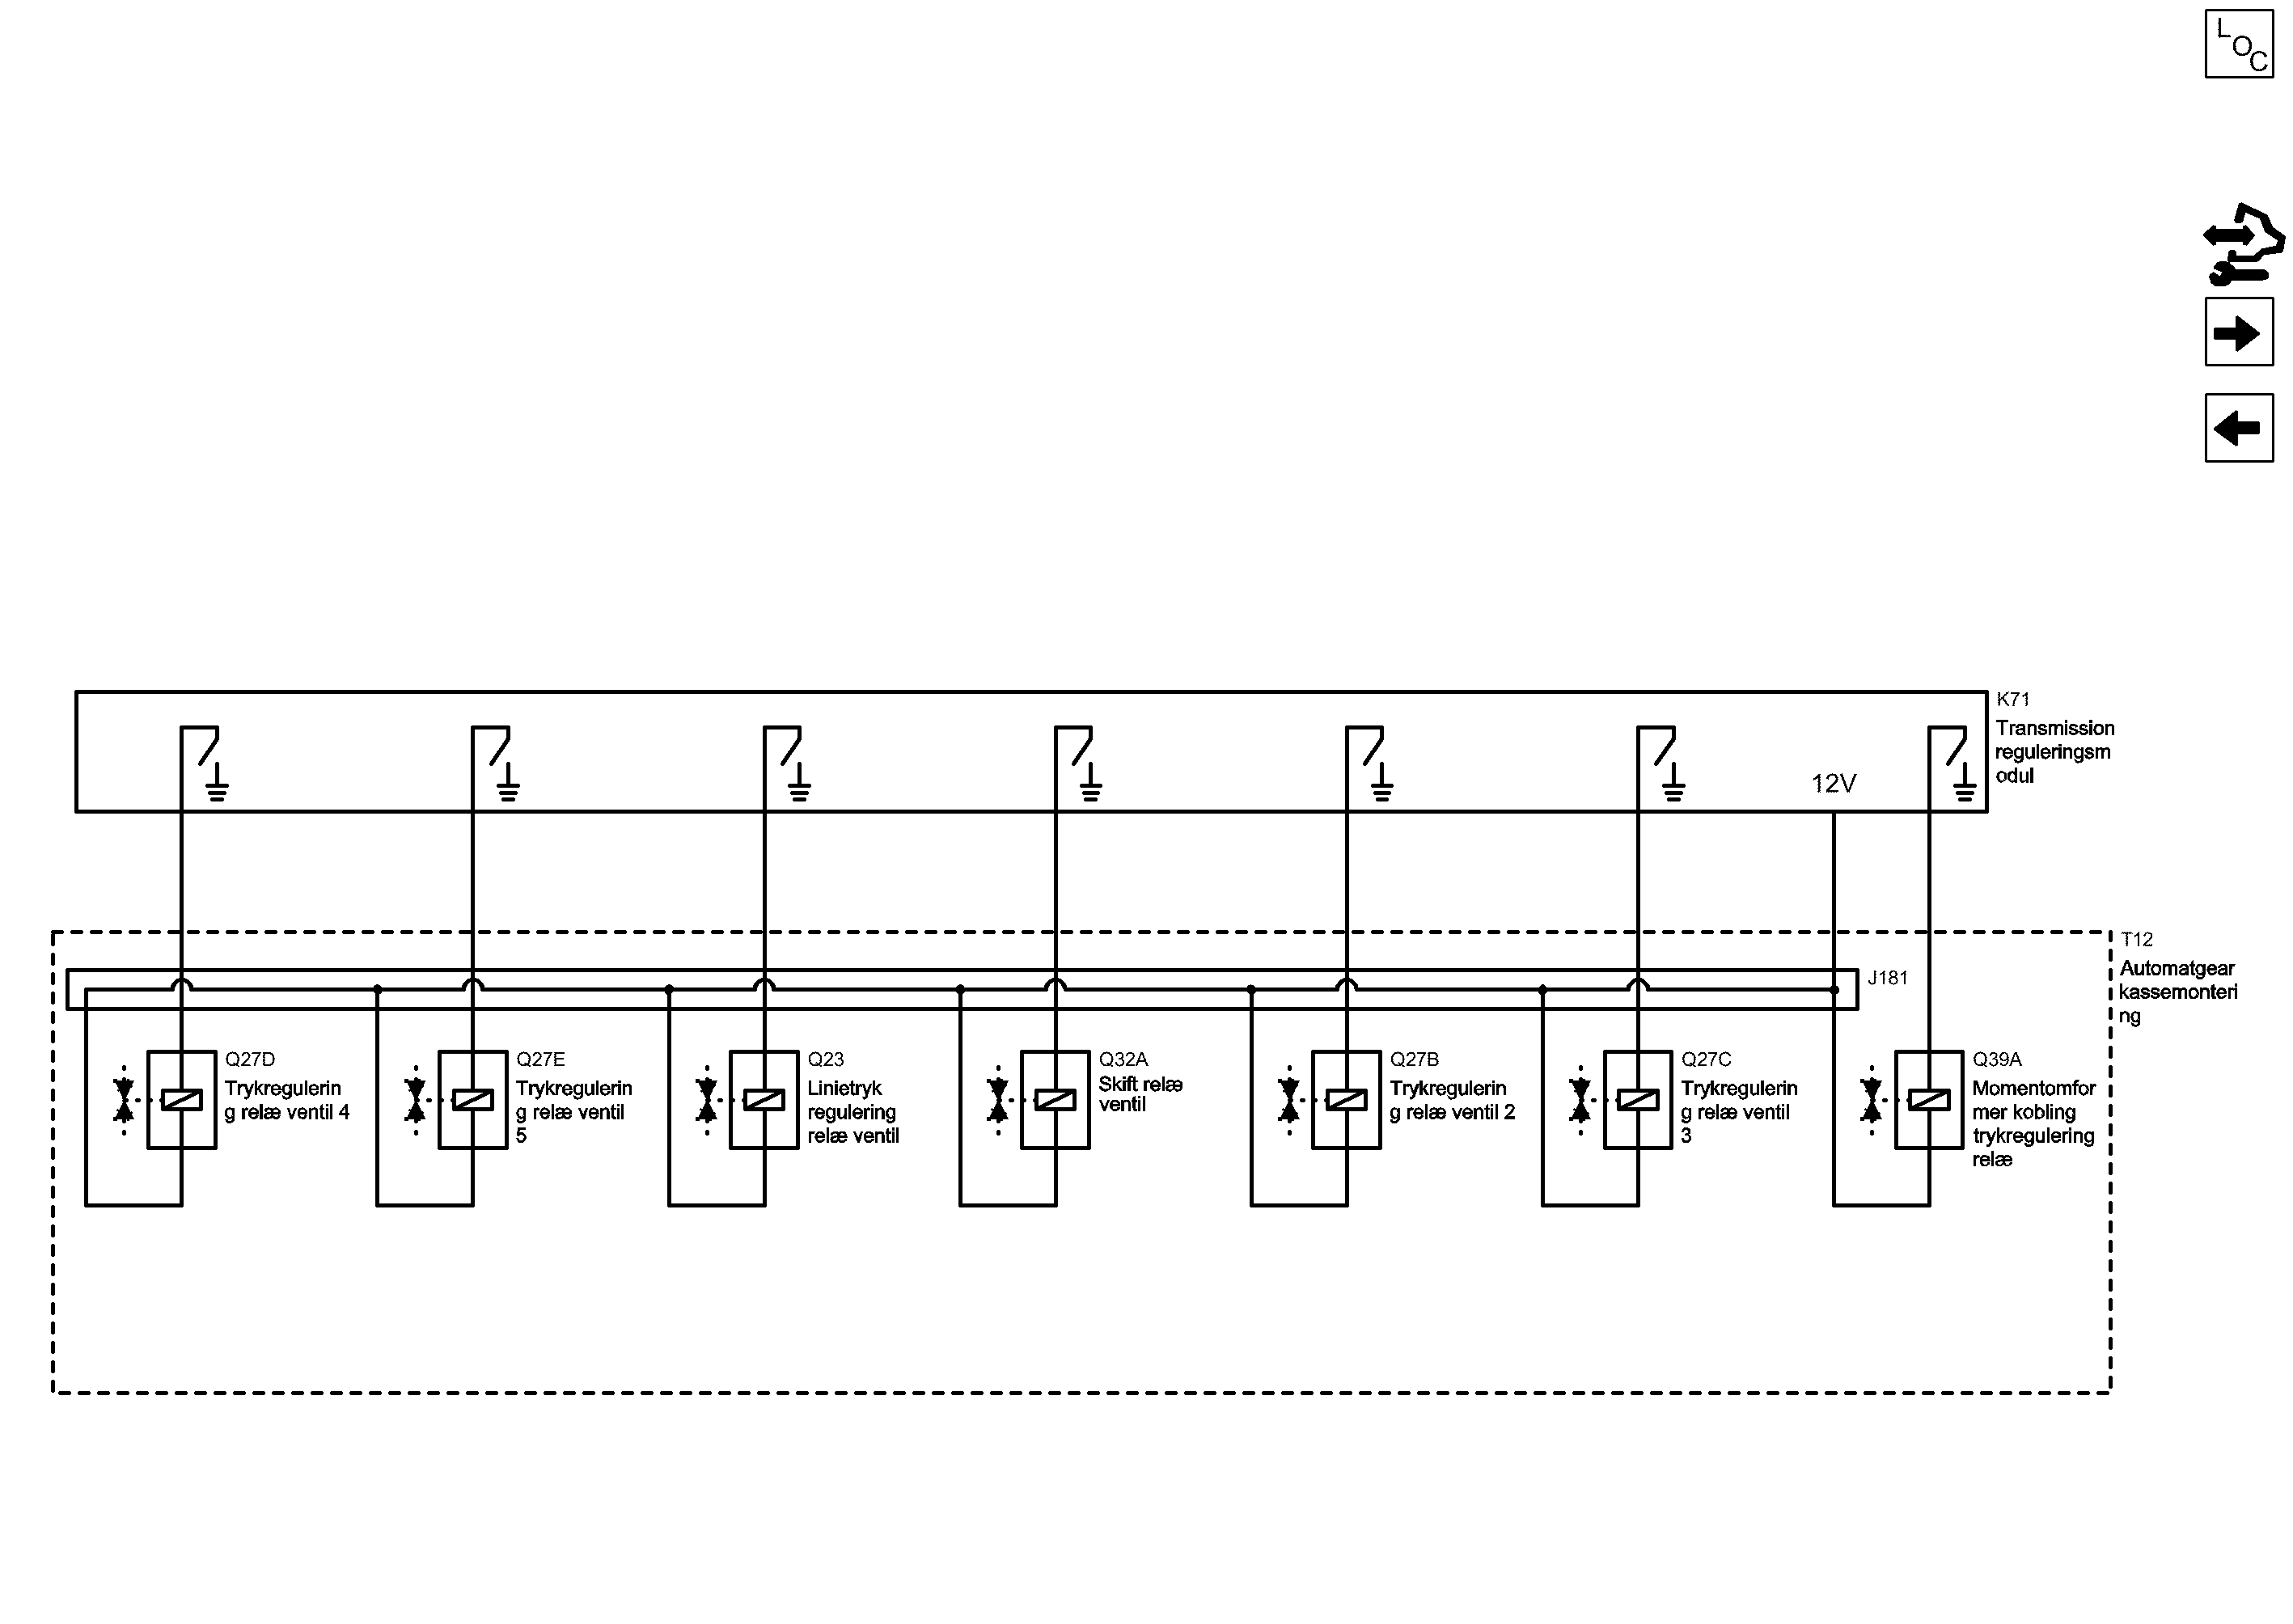 L
O
C
K71
Transmission
reguleringsm
odul
12V
T12
Automatgear
kassemonteri
ng
J181
Q27D
Trykregulerin
g relæ ventil 4
Q27E
Trykregulerin
g relæ ventil
5
Q23
Linietryk
regulering
relæ ventil
Q32A
Skift relæ
ventil
Q27B
Trykregulerin
g relæ ventil 2
Q27C
Trykregulerin
g relæ ventil
3
Q39A
Momentomfor
mer kobling
trykregulering
relæ